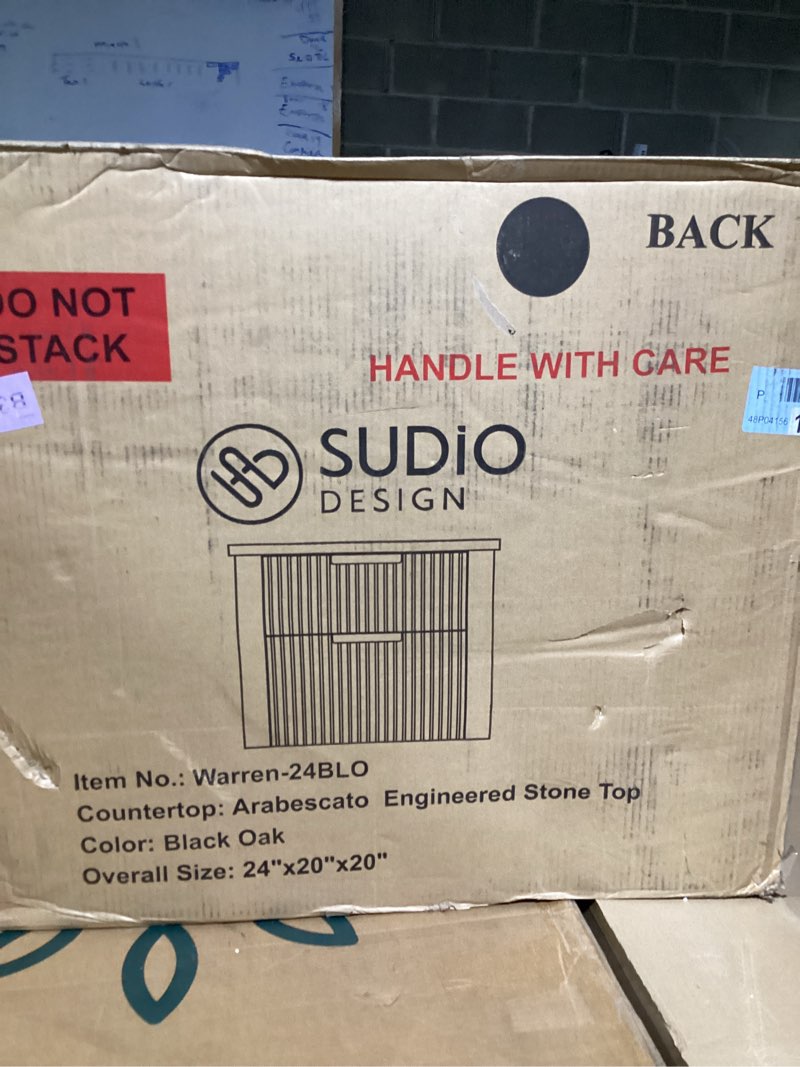 BACK
DO NOT
STACK
HANDLE WITH CARE
P
48P04156
SUDiO
DESIGN
Item No.: Warren-24BLO
Countertop: Arabescato Engineered Stone Top
Color: Black Oak
Overall Size: 24"x20"x20"